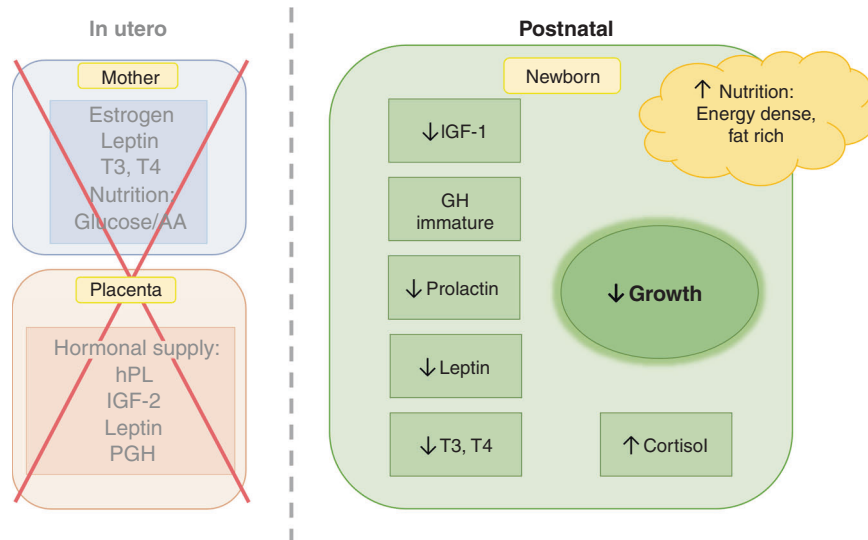 In utero
Mother
Estrogen
Leptin
T3, T4
Nutrition:
Glucose/AA
Placenta
Hormonal supply:
hPL
IGF-2
Leptin
PGH
Postnatal
Newborn
↑ Nutrition:
Energy dense,
fat rich
↓IGF-1
GH
immature
↓ Prolactin
↓ Leptin
↓ T3, T4
↓ Growth
↑ Cortisol